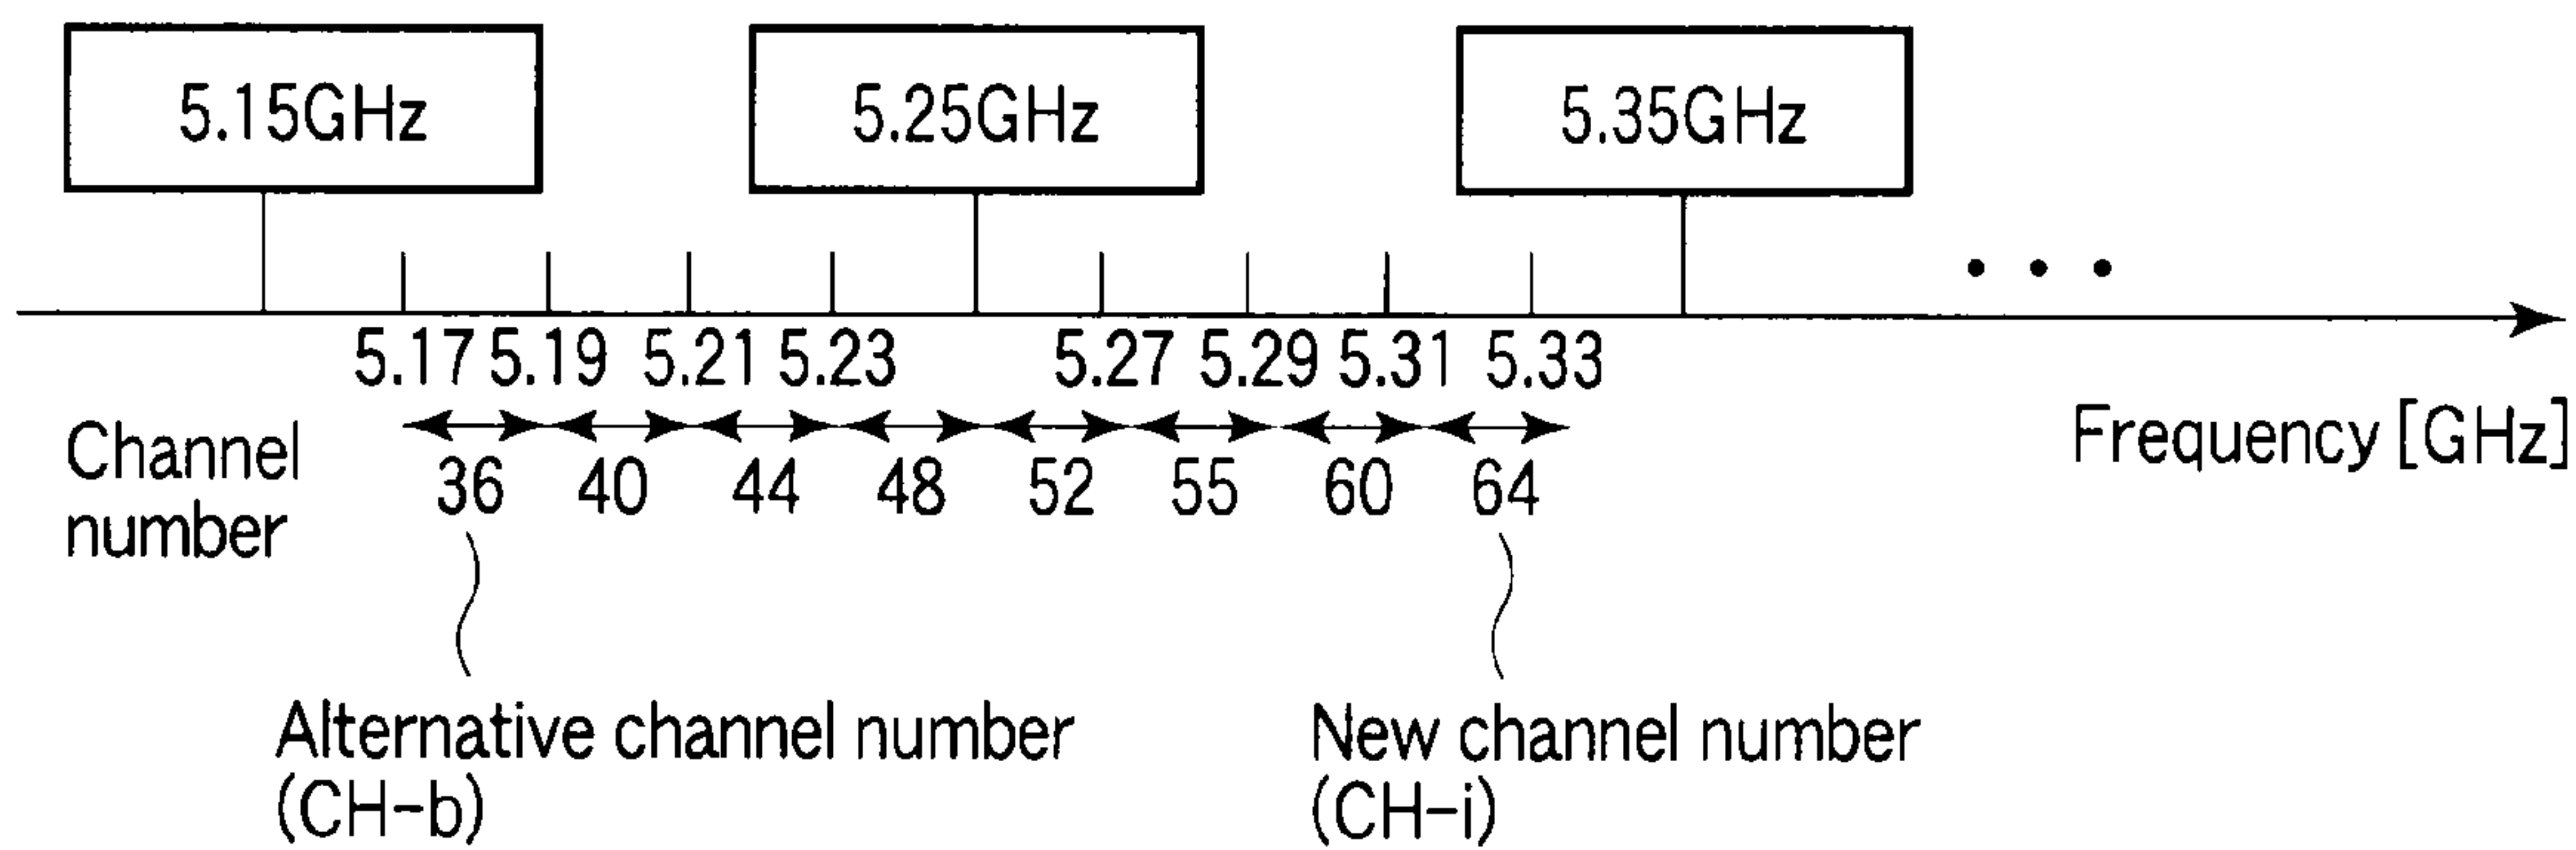 5.15GHz 5.25GHz 5.35GHz
• • •
5.17 5.19 5.21 5.23 5.27 5.29 5.31 5.33
Channel
number
36 40 44 48 52 55 60 64
Frequency [GHz]
Alternative channel number
(CH-b)
New channel number
(CH-i)